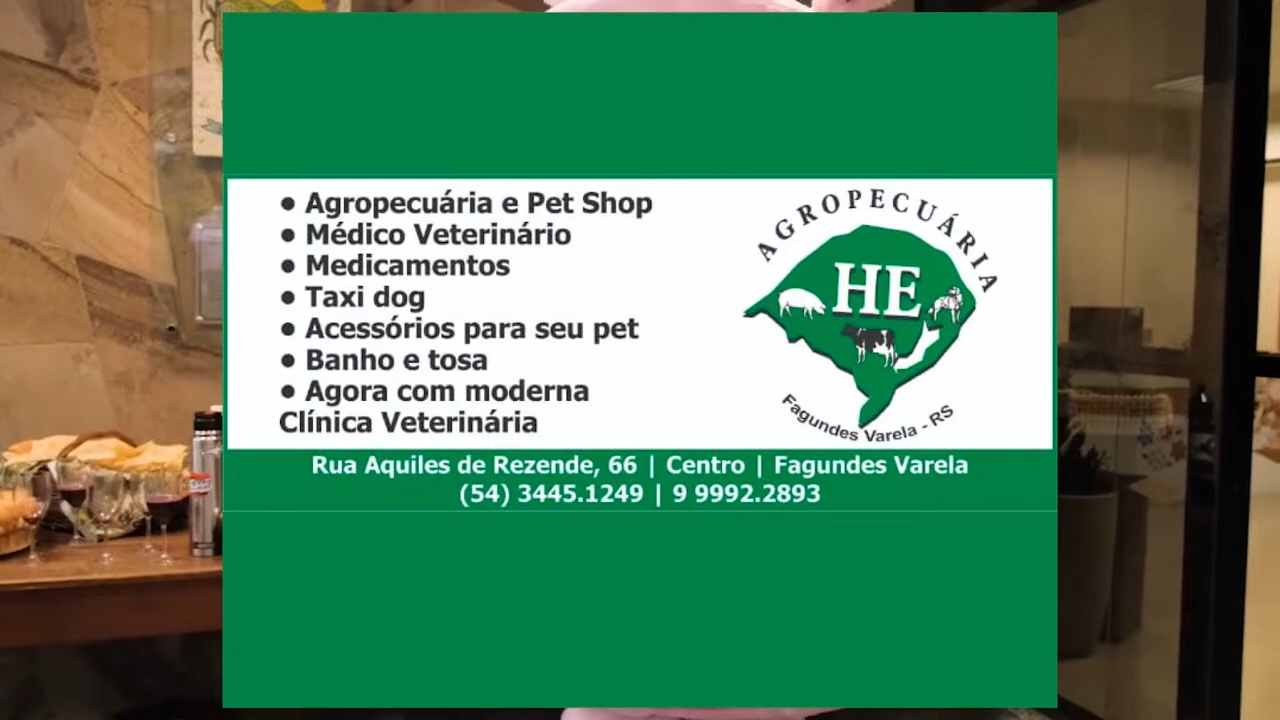 • Agropecuária e Pet Shop
• Médico Veterinário
• Medicamentos
• Taxi dog
• Acessórios para seu pet
• Banho e tosa
• Agora com moderna
Clínica Veterinária
AGROPECUÁRIA
HE
Fagundes Varela - RS
Rua Aquiles de Rezende, 66 | Centro | Fagundes Varela
(54) 3445.1249 | 9 9992.2893